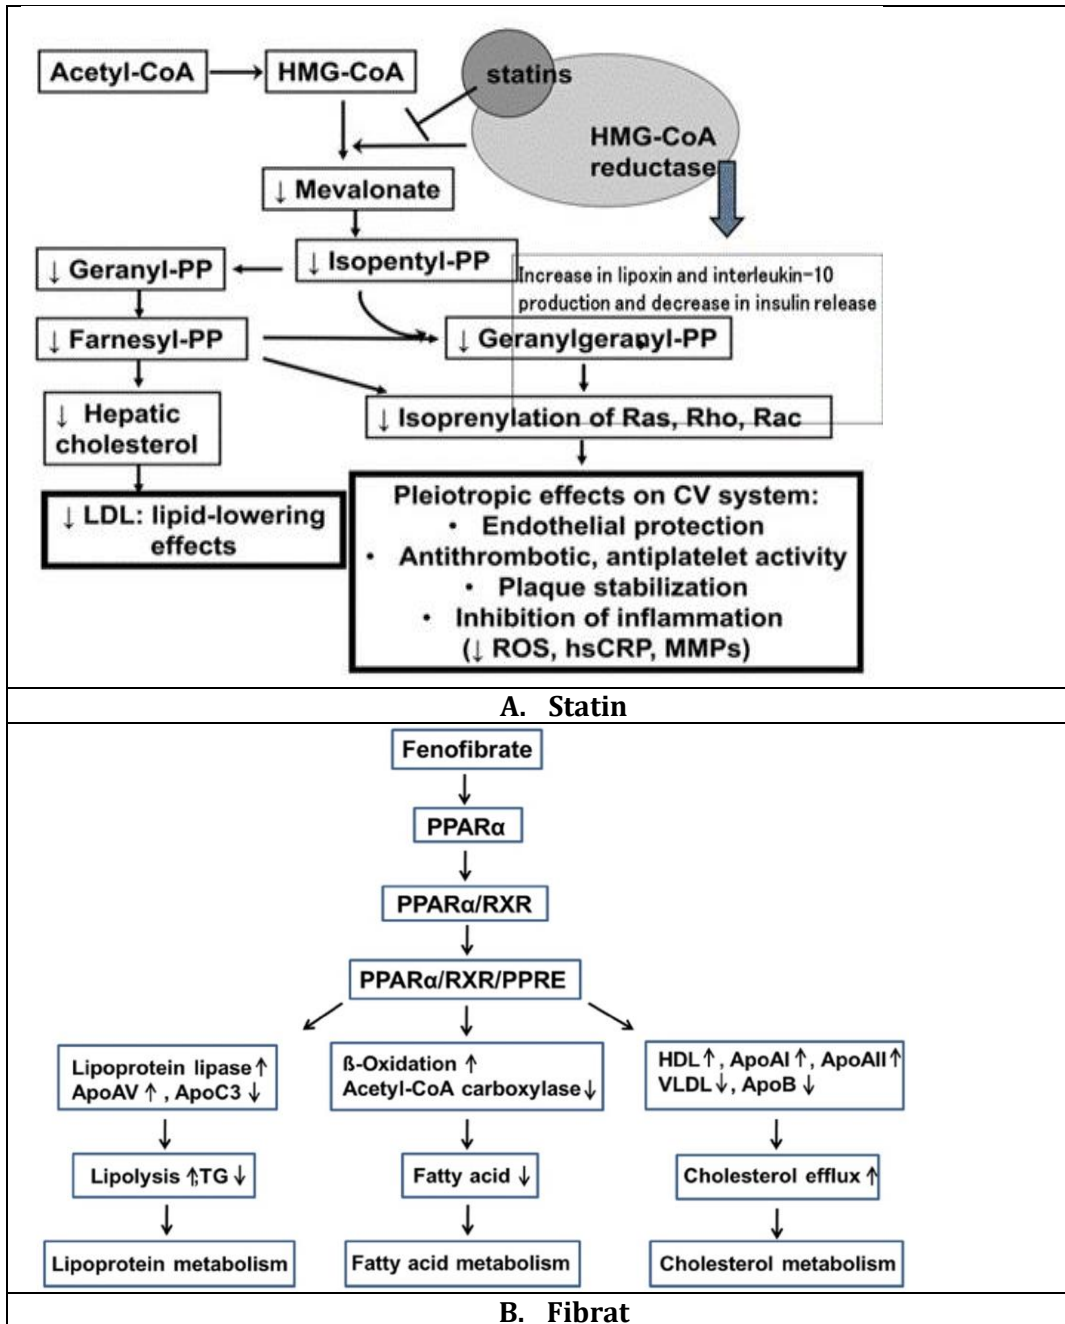 Acetyl-CoA
HMG-CoA
statins
HMG-CoA
reductase
↓ Mevalonate
↓ Geranyl-PP
↓ Isopentyl-PP
Increase in lipoxin and interleukin-10
production and decrease in insulin release
↓ Farnesyl-PP
↓ Geranylgeranyl-PP
↓ Hepatic
cholesterol
↓ Isoprenylation of Ras, Rho, Rac
↓ LDL: lipid-lowering
effects
Pleiotropic effects on CV system:
• Endothelial protection
• Antithrombotic, antiplatelet activity
• Plaque stabilization
• Inhibition of inflammation
(↓ ROS, hsCRP, MMPs)
A. Statin
Fenofibrate
PPARα
PPARα/RXR
PPARα/RXR/PPRE
Lipoprotein lipase ↑
ApoAV ↑ , ApoC3 ↓
ß-Oxidation ↑
Acetyl-CoA carboxylase ↓
HDL ↑ , ApoAI ↑ , ApoAII ↑
VLDL ↓ , ApoB ↓
Lipolysis ↑; TG ↓
Fatty acid ↓
Cholesterol efflux ↑
Lipoprotein metabolism
Fatty acid metabolism
Cholesterol metabolism
B. Fibrat